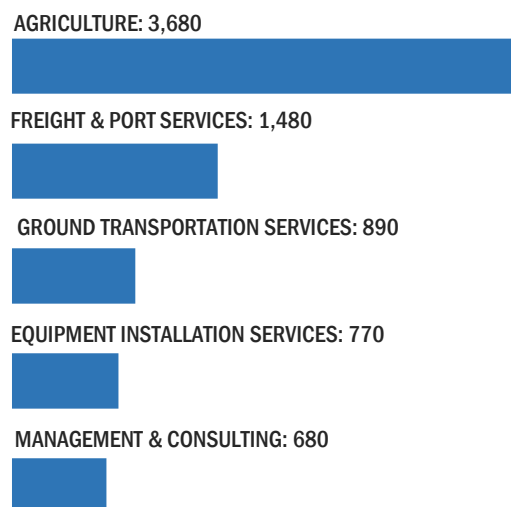 AGRICULTURE: 3,680
FREIGHT & PORT SERVICES: 1,480
GROUND TRANSPORTATION SERVICES: 890
EQUIPMENT INSTALLATION SERVICES: 770
MANAGEMENT & CONSULTING: 680